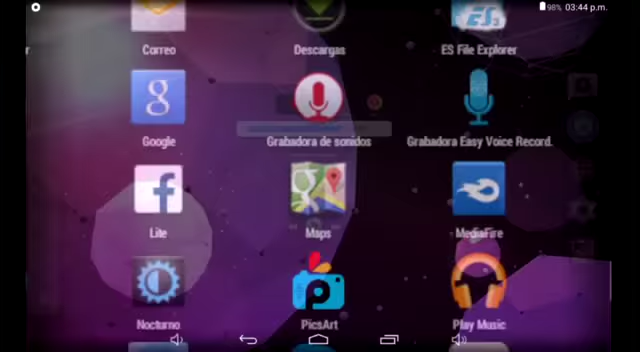 98% 03:44 p.m.
Correo Descargas ES File Explorer
Google Grabadora de sonidos Grabadora Easy Voice Record.
Lite Maps MediaFire
Nocturno PicsArt Play Music